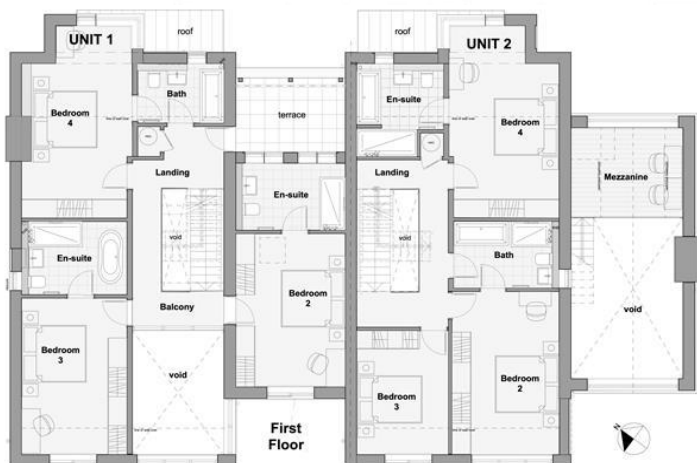 roof
roof
UNIT 1
UNIT 2
Bath
En-suite
Bedroom
4
terrace
Bedroom
4
Landing
Landing
Mezzanine
En-suite
void
void
En-suite
Bath
Bedroom
2
Balcony
void
Bedroom
3
void
Bedroom
3
Bedroom
2
First
Floor
N